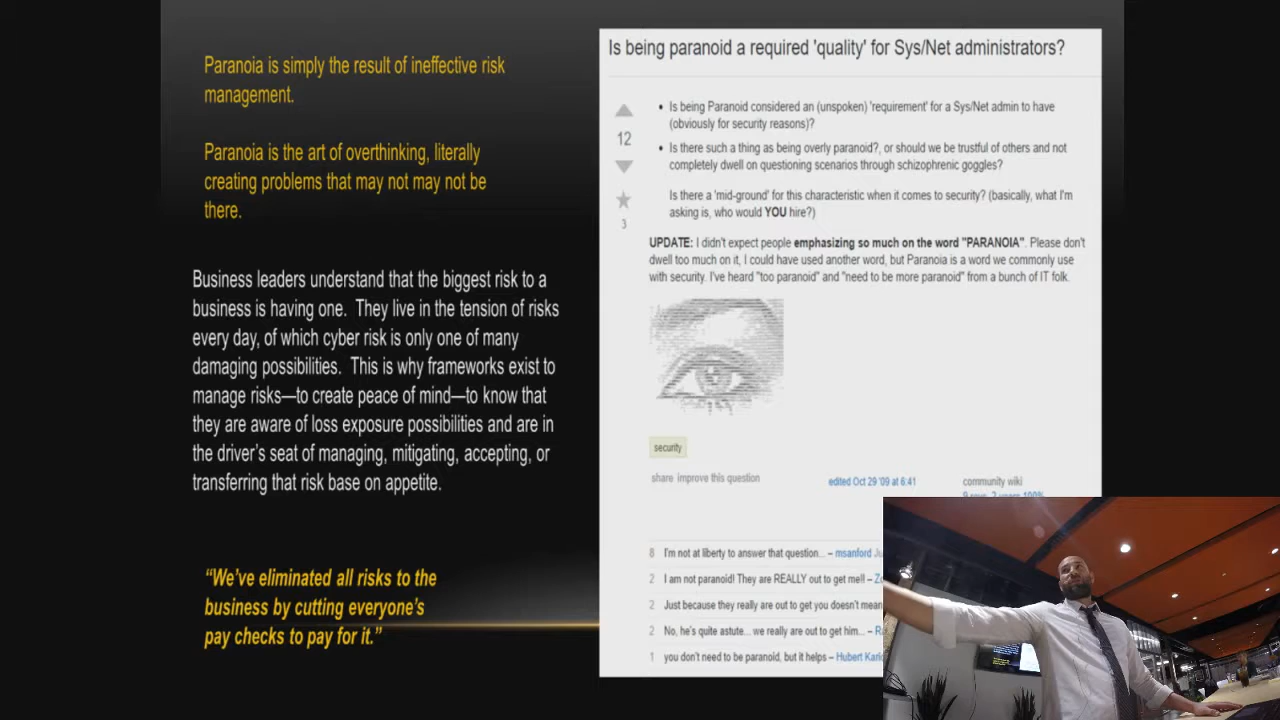 Paranoia is simply the result of ineffective risk
management.
Paranoia is the art of overthinking, literally
creating problems that may not may not be
there.
Business leaders understand that the biggest risk to a
business is having one. They live in the tension of risks
every day, of which cyber risk is only one of many
damaging possibilities. This is why frameworks exist to
manage risks—to create peace of mind—to know that
they are aware of loss exposure possibilities and are in
the driver's seat of managing, mitigating, accepting, or
transferring that risk base on appetite.
“We've eliminated all risks to the
business by cutting everyone's
pay checks to pay for it.”
Is being paranoid a required 'quality' for Sys/Net administrators?
12
3
• Is being Paranoid considered an (unspoken) 'requirement' for a Sys/Net admin to have
(obviously for security reasons)?
• Is there such a thing as being overly paranoid?, or should we be trustful of others and not
completely dwell on questioning scenarios through schizophrenic goggles?
Is there a 'mid-ground' for this characteristic when it comes to security? (basically, what I'm
asking is, who would YOU hire?)
UPDATE: I didn't expect people emphasizing so much on the word "PARANOIA". Please don't
dwell too much on it, I could have used another word, but Paranoia is a word we commonly use
with security. I've heard "too paranoid" and "need to be more paranoid" from a bunch of IT folk.
security
share improve this question
edited Oct 29 '09 at 6:41
community wiki
8 I'm not at liberty to answer that question... – msanford
2 I am not paranoid! They are REALLY out to get me!! –
2 Just because they really are out to get you doesn't mean
2 No, he's quite astute... we really are out to get him... –
1 you don't need to be paranoid, but it helps – Hubert